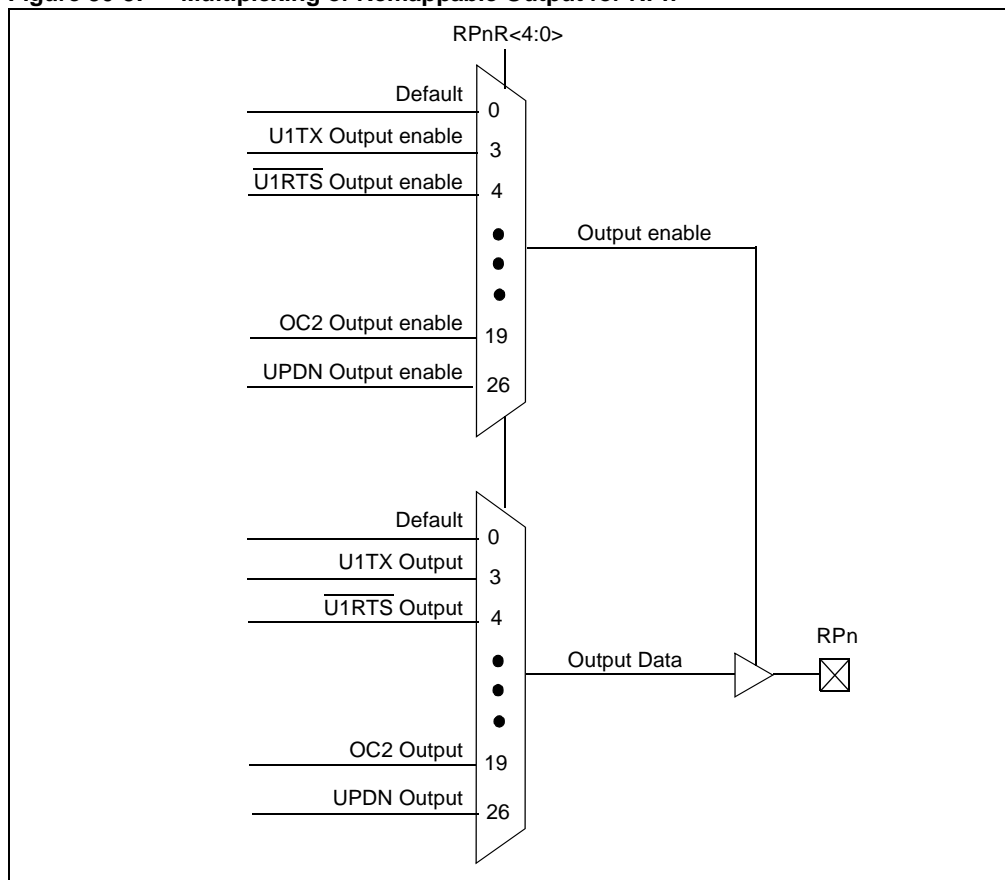 RPnR<4:0>
Default
0
U1TX Output enable
3
U1RTS Output enable
4
Output enable
OC2 Output enable
19
UPDN Output enable
26
Default
0
U1TX Output
3
U1RTS Output
4
RPn
Output Data
OC2 Output
19
UPDN Output
26